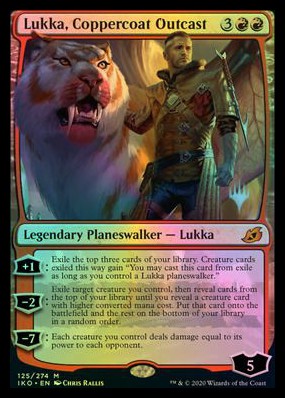 Lukka, Coppercoat Outcast 3
Legendary Planeswalker — Lukka
+1: Exile the top three cards of your library. Creature cards
exiled this way gain "You may cast this card from exile
as long as you control a Lukka planeswalker."
−2: Exile target creature you control, then reveal cards from
the top of your library until you reveal a creature card
with higher converted mana cost. Put that card onto the
battlefield and the rest on the bottom of your library
in a random order.
−7: Each creature you control deals damage equal to its
power to each opponent.
5
125/274 M
IKO • EN Chris Rallis
™ & © 2020 Wizards of the Coast